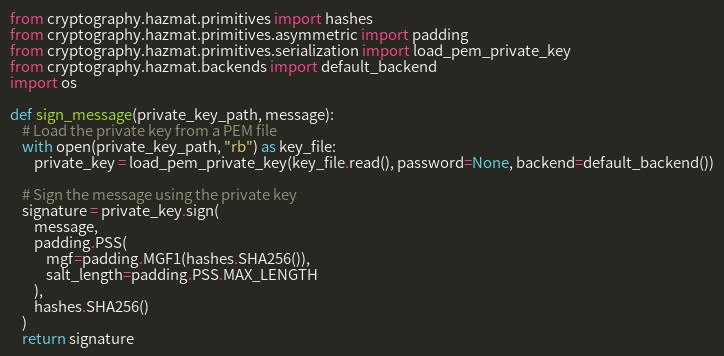 from cryptography.hazmat.primitives import hashes
from cryptography.hazmat.primitives.asymmetric import padding
from cryptography.hazmat.primitives.serialization import load_pem_private_key
from cryptography.hazmat.backends import default_backend
import os

def sign_message(private_key_path, message):
    # Load the private key from a PEM file
    with open(private_key_path, "rb") as key_file:
        private_key = load_pem_private_key(key_file.read(), password=None, backend=default_backend())

    # Sign the message using the private key
    signature = private_key.sign(
        message,
        padding.PSS(
            mgf=padding.MGF1(hashes.SHA256()),
            salt_length=padding.PSS.MAX_LENGTH
        ),
        hashes.SHA256()
    )
    return signature